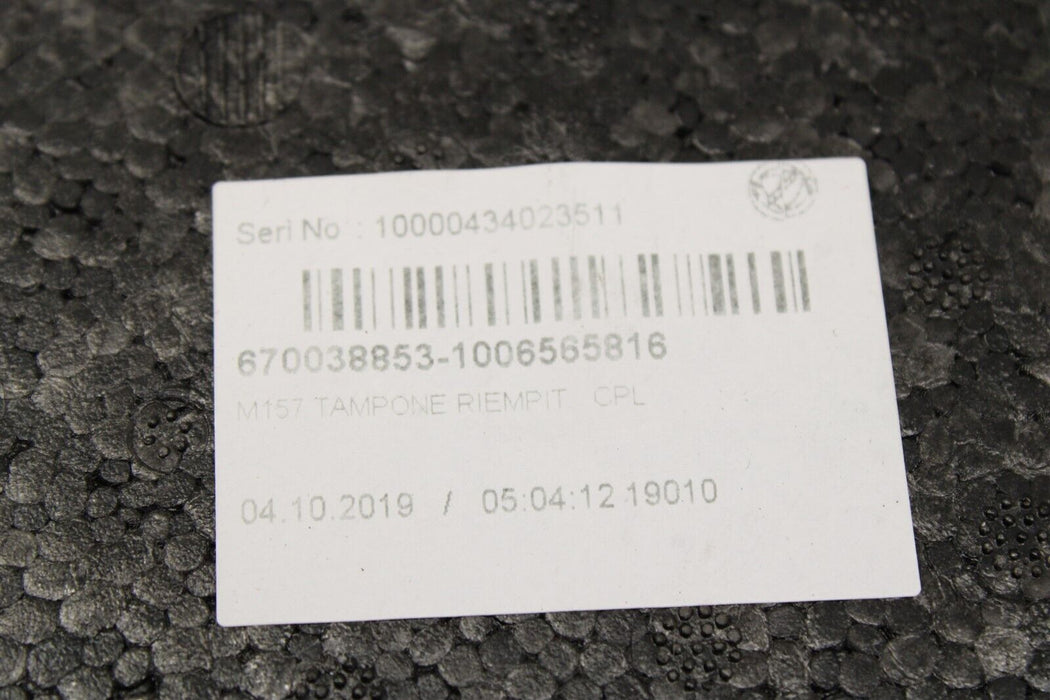 Seri No : 10000434023511
670038853-1006565816
M157 TAMPONE RIEMPIT CPL
04.10.2019 / 05:04:12 19010